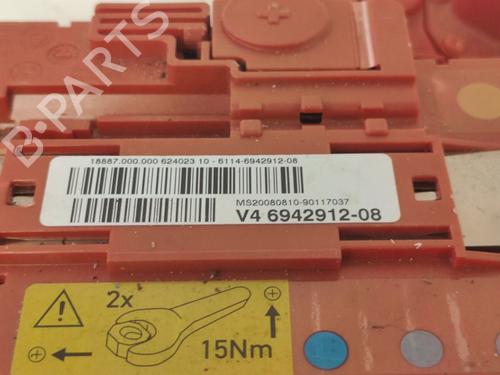 18887.000.000 624023 10 - 6114-6942912-08
MS20080810-90117037
V4 6942912-08
2x
15Nm
B-PARTS